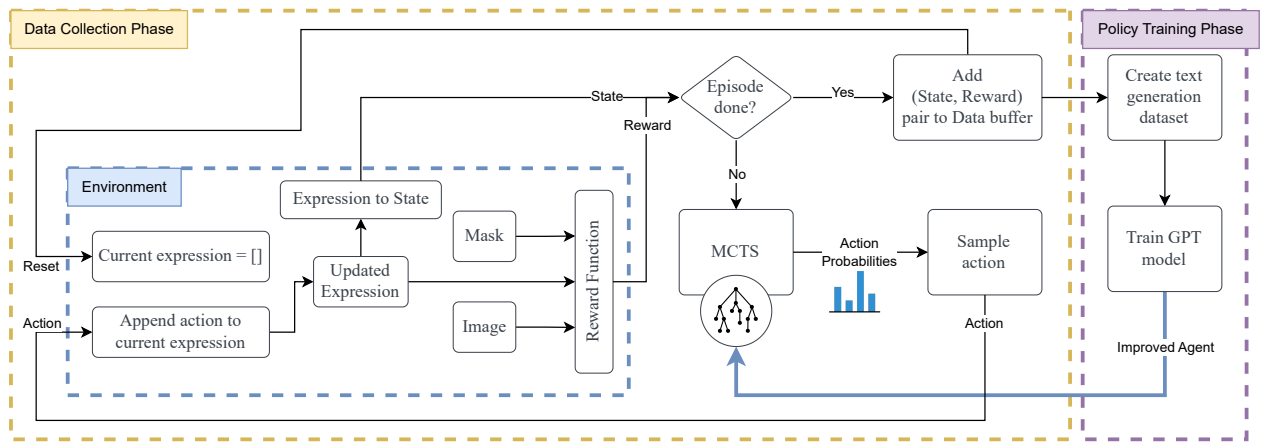 Data Collection Phase
Policy Training Phase
Episode
done?
Yes
Add
(State, Reward)
pair to Data buffer
Create text
generation
dataset
State
Reward
No
Environment
Expression to State
Mask
Reward Function
Current expression = []
Reset
Updated
Expression
Image
Append action to
current expression
Action
MCTS
Action
Probabilities
Sample
action
Action
Train GPT
model
Improved Agent